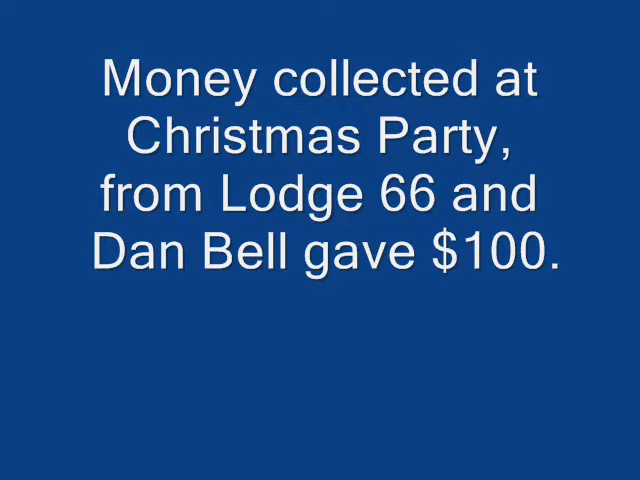 Money collected at
Christmas Party,
from Lodge 66 and
Dan Bell gave $100.